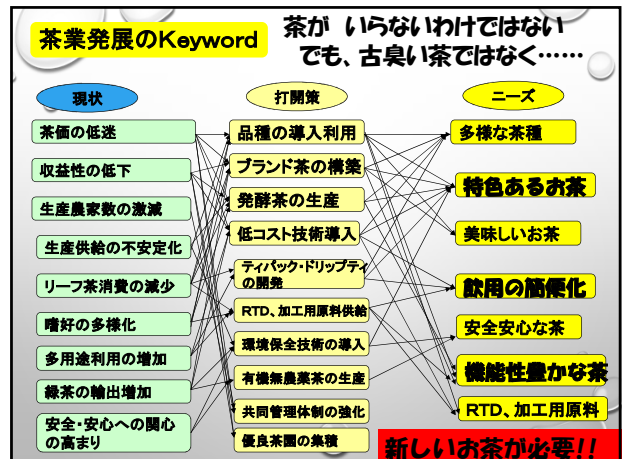 茶業発展のKeyword
茶が いらないわけではない
でも、古臭い茶ではなく……
現状
打開策
ニーズ
茶価の低迷
収益性の低下
生産農家数の激減
生産供給の不安定化
リーフ茶消費の減少
嗜好の多様化
多用途利用の増加
緑茶の輸出増加
安全・安心への関心
の高まり
品種の導入利用
ブランド茶の構築
発酵茶の生産
低コスト技術導入
ティバック・ドリップティ
の開発
RTD、加工用原料供給
環境保全技術の導入
有機無農薬茶の生産
共同管理体制の強化
優良茶園の集積
多様な茶種
特色あるお茶
美味しいお茶
飲用の簡便化
安全安心な茶
機能性豊かな茶
RTD、加工用原料
新しいお茶が必要!!